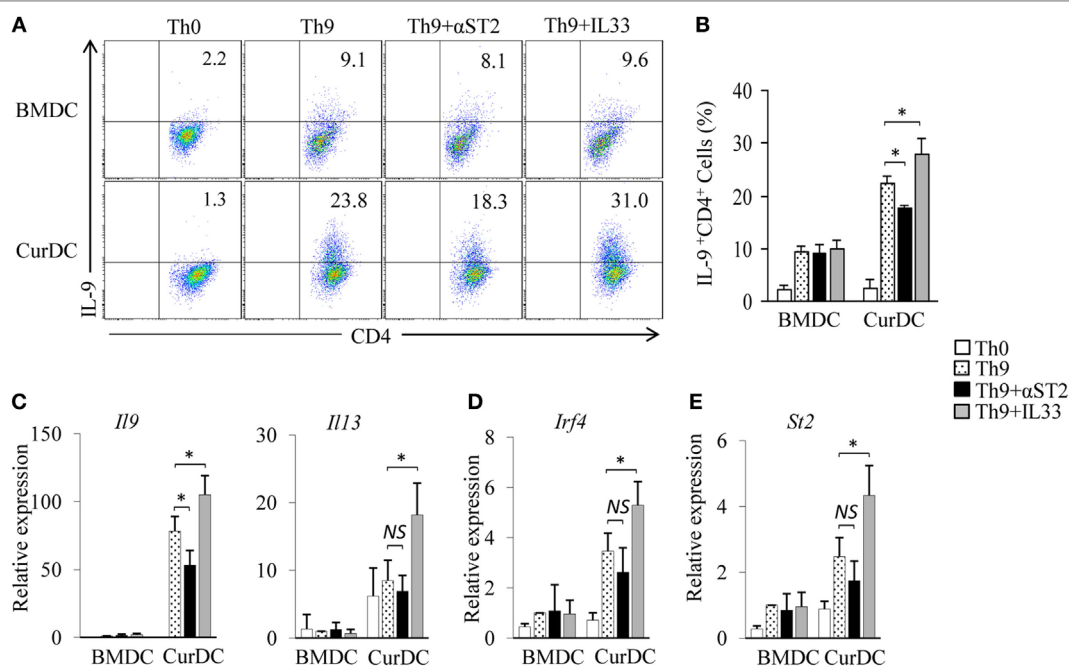 A
Th0 Th9 Th9+αST2 Th9+IL33
BMDC
2.2 9.1 8.1 9.6
CurDC
1.3 23.8 18.3 31.0
IL-9
CD4
B
IL-9 +CD4+ Cells (%)
40
30
20
10
0
*
*
BMDC CurDC
Th0
Th9
Th9+αST2
Th9+IL33
C
Il9
Relative expression
150
100
50
0
*
*
BMDC CurDC
Il13
30
20
10
0
*
NS
BMDC CurDC
D
Irf4
Relative expression
8
6
4
2
0
*
NS
BMDC CurDC
E
St2
Relative expression
6
4
2
0
*
NS
BMDC CurDC